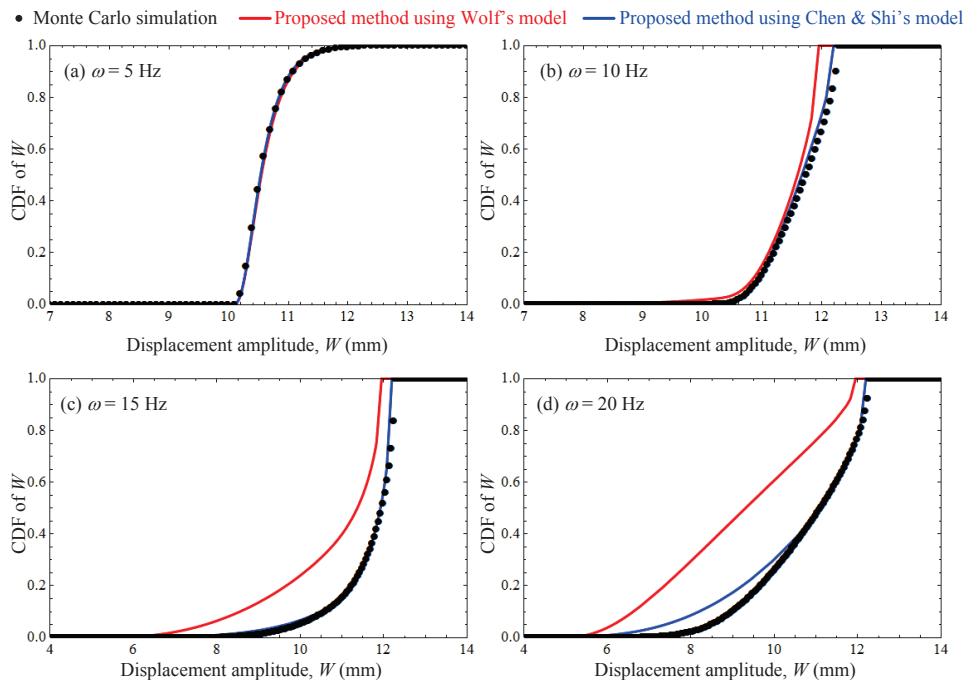 Monte Carlo simulation Proposed method using Wolf's model Proposed method using Chen & Shi's model
(a) ω = 5 Hz
CDF of W
1.0
0.8
0.6
0.4
0.2
0.0
7 8 9 10 11 12 13 14
Displacement amplitude, W (mm)
(b) ω = 10 Hz
CDF of W
1.0
0.8
0.6
0.4
0.2
0.0
7 8 9 10 11 12 13 14
Displacement amplitude, W (mm)
(c) ω = 15 Hz
CDF of W
1.0
0.8
0.6
0.4
0.2
0.0
4 6 8 10 12 14
Displacement amplitude, W (mm)
(d) ω = 20 Hz
CDF of W
1.0
0.8
0.6
0.4
0.2
0.0
4 6 8 10 12 14
Displacement amplitude, W (mm)